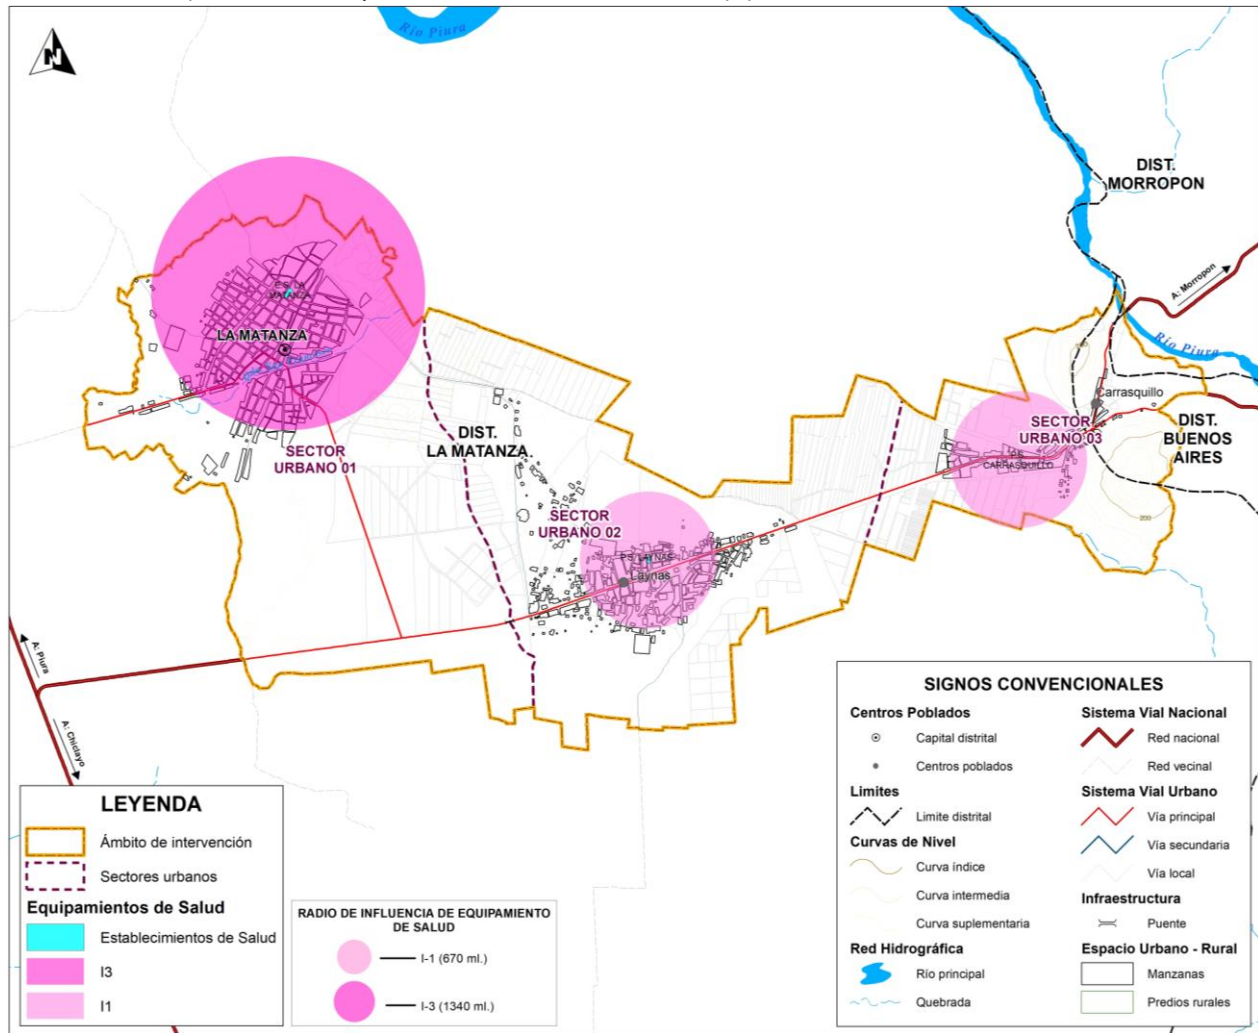 Río Piura
N
DIST.
MORROPON
A: Morropon
Río Piura
E.S. LA
MATANZA
LA MATANZA
SECTOR
URBANO 01
DIST.
LA MATANZA
Carrasquillo
SECTOR
URBANO 03
P.S.
CARRASQUILLO
DIST.
BUENOS
AIRES
200
SECTOR
URBANO 02
P.S. LAYNAS
Laynas
A: Piura
A: Chiclayo
LEYENDA
Ámbito de intervención
Sectores urbanos
Equipamientos de Salud
Establecimientos de Salud
I3
I1
RADIO DE INFLUENCIA DE EQUIPAMIENTO
DE SALUD
I-1 (670 ml.)
I-3 (1340 ml.)
SIGNOS CONVENCIONALES
Centros Poblados
Capital distrital
Centros poblados
Limites
Limite distrital
Curvas de Nivel
Curva índice
Curva intermedia
Curva suplementaria
Red Hidrográfica
Río principal
Quebrada
Sistema Vial Nacional
Red nacional
Red vecinal
Sistema Vial Urbano
Vía principal
Vía secundaria
Vía local
Infraestructura
Puente
Espacio Urbano - Rural
Manzanas
Predios rurales